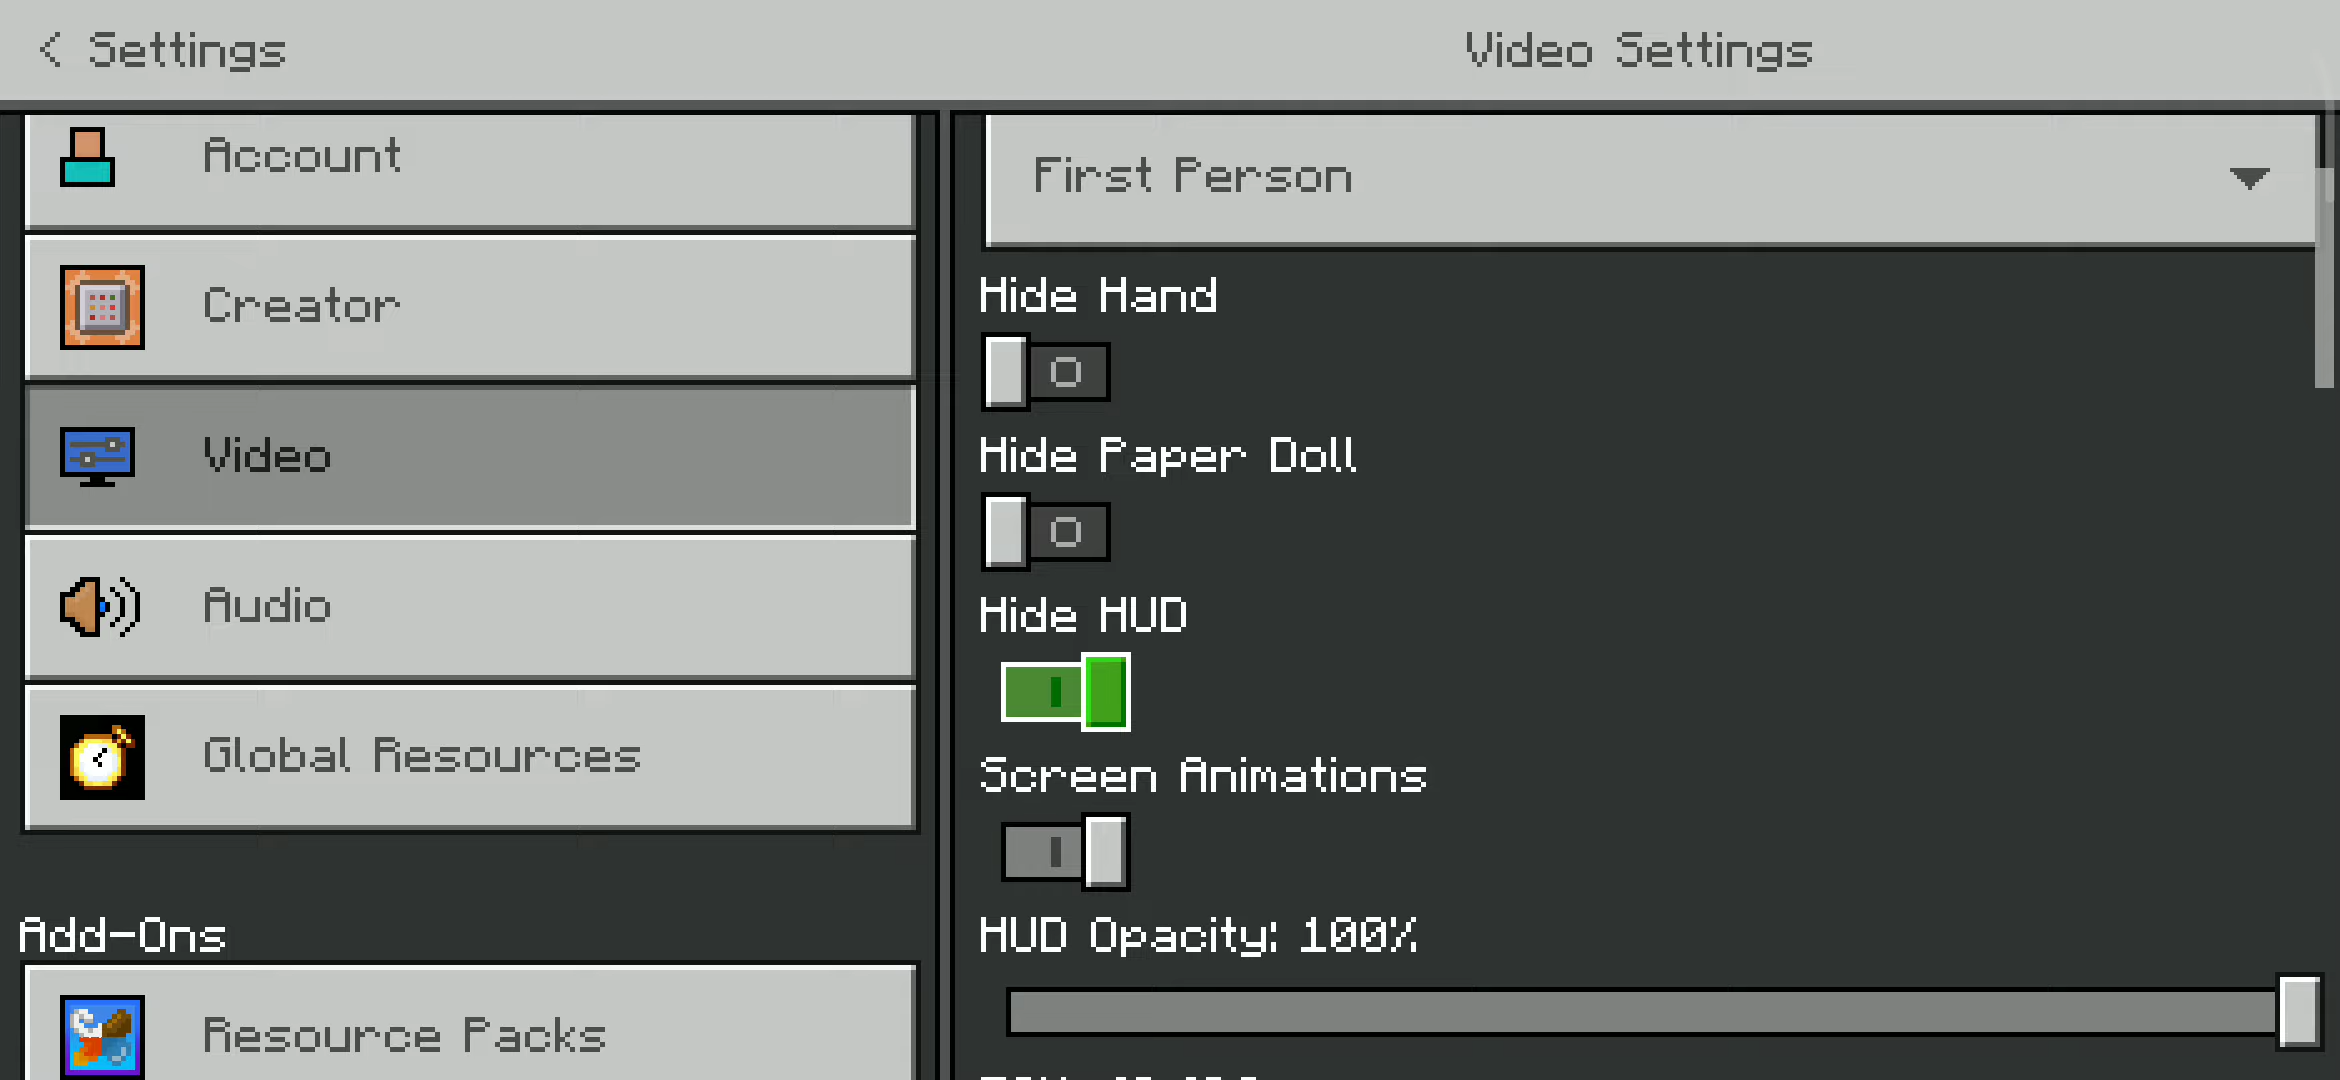 Settings
Video Settings
Account
Creator
Video
Audio
Global Resources
Add-Ons
Resource Packs
First Person
Hide Hand
Hide Paper Doll
Hide HUD
Screen Animations
HUD Opacity: 100%